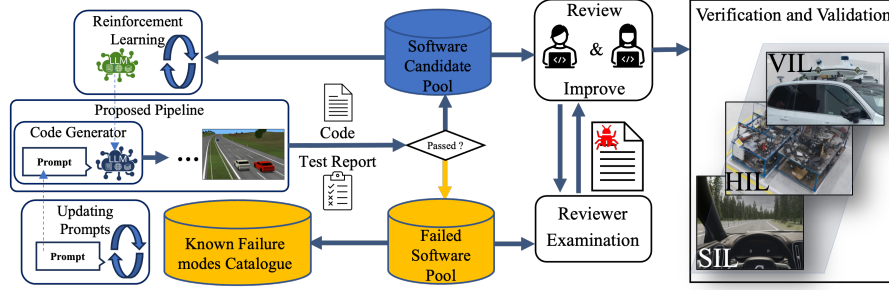 Reinforcement
Learning
LLM
Proposed Pipeline
Code Generator
Prompt
LLM
...
Updating
Prompts
Prompt
Code
Test Report
Software
Candidate
Pool
Passed ?
Known Failure
modes Catalogue
Failed
Software
Pool
Review
&
Improve
Reviewer
Examination
Verification and Validation
VIL
HIL
SIL